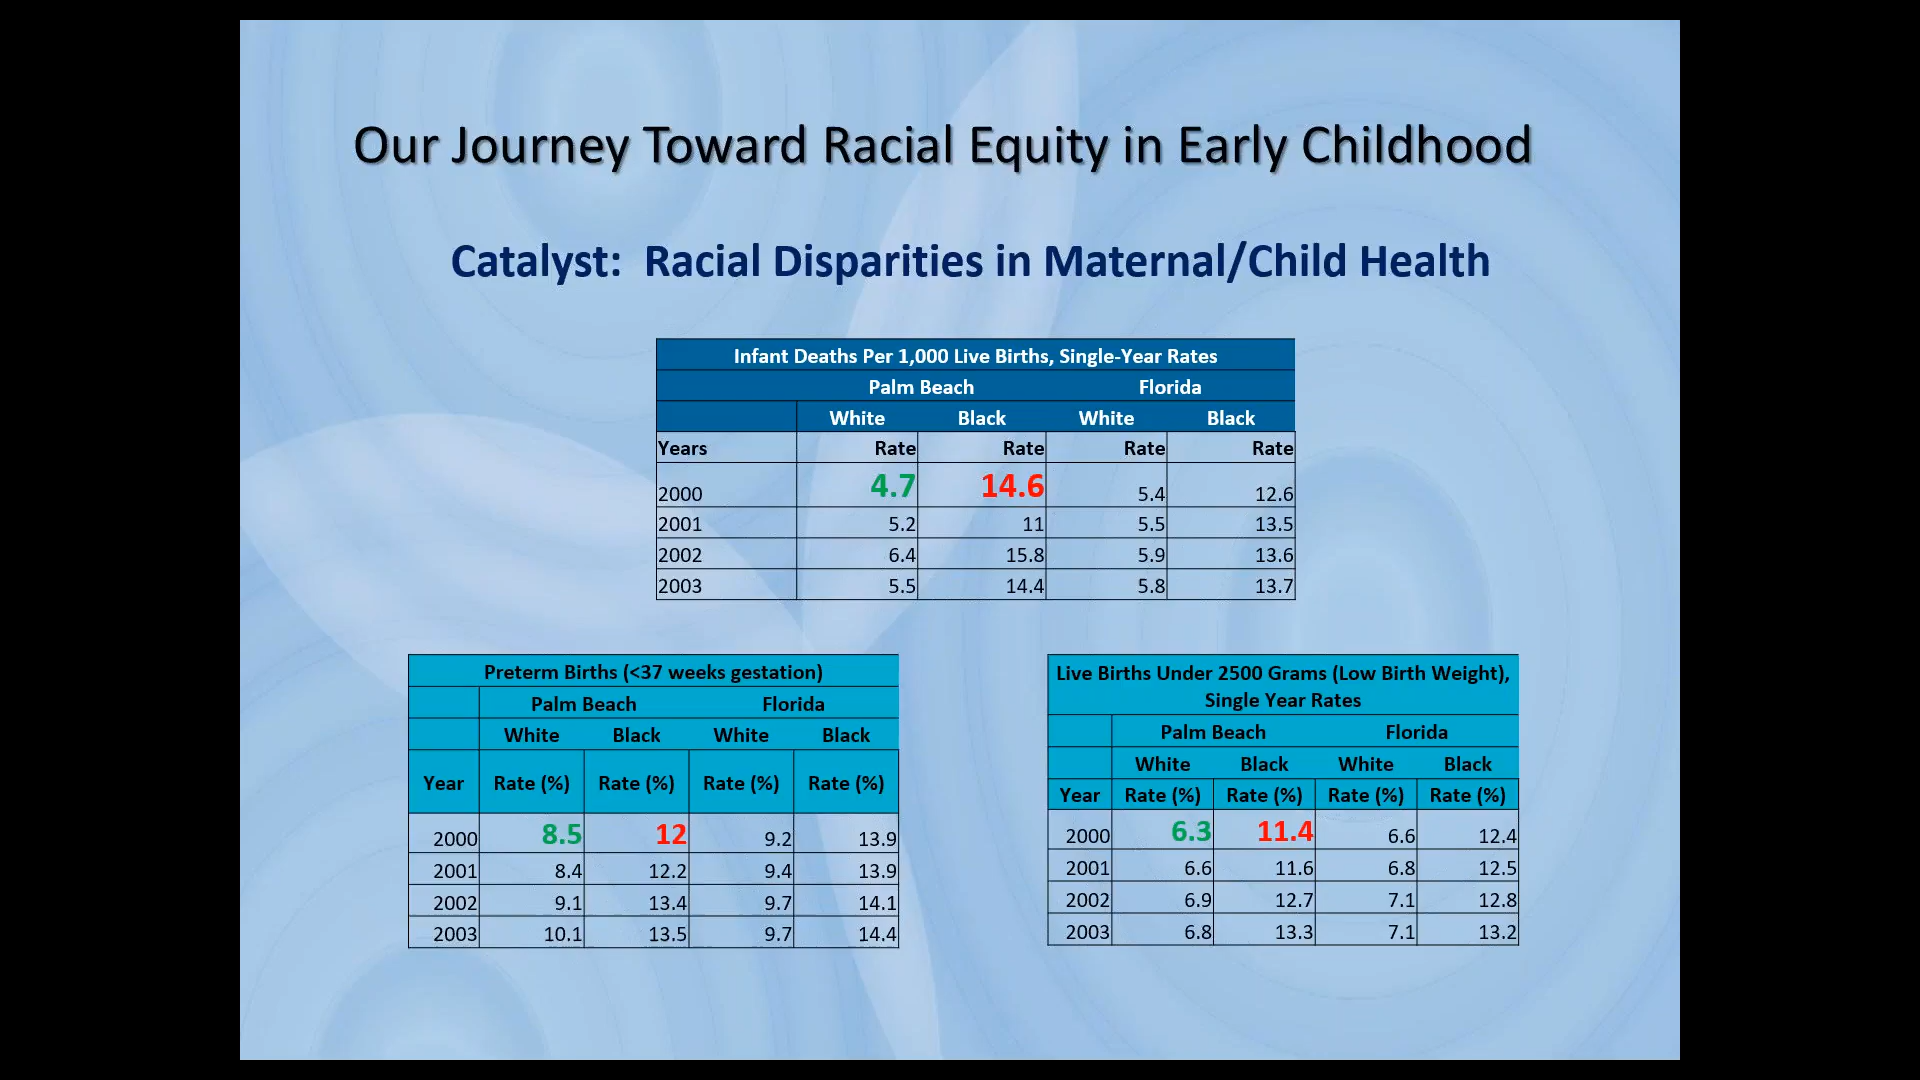 Our Journey Toward Racial Equity in Early Childhood
Catalyst: Racial Disparities in Maternal/Child Health
Infant Deaths Per 1,000 Live Births, Single-Year Rates
Palm Beach Florida
White Black White Black
Years Rate Rate Rate Rate
2000 4.7 14.6 5.4 12.6
2001 5.2 11 5.5 13.5
2002 6.4 15.8 5.9 13.6
2003 5.5 14.4 5.8 13.7
Preterm Births (<37 weeks gestation)
Palm Beach Florida
White Black White Black
Year Rate (%) Rate (%) Rate (%) Rate (%)
2000 8.5 12 9.2 13.9
2001 8.4 12.2 9.4 13.9
2002 9.1 13.4 9.7 14.1
2003 10.1 13.5 9.7 14.4
Live Births Under 2500 Grams (Low Birth Weight),
Single Year Rates
Palm Beach Florida
White Black White Black
Year Rate (%) Rate (%) Rate (%) Rate (%)
2000 6.3 11.4 6.6 12.4
2001 6.6 11.6 6.8 12.5
2002 6.9 12.7 7.1 12.8
2003 6.8 13.3 7.1 13.2